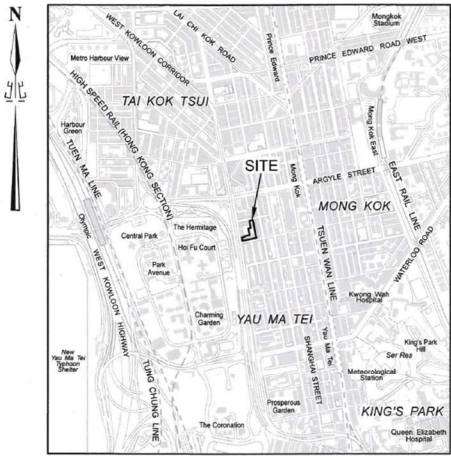 N
Mongkok
Stadium
LAI CHI KOK ROAD
WEST KOWLOON CORRIDOR
Prince Edward
PRINCE EDWARD ROAD WEST
Metro Harbour View
HIGH SPEED RAIL (HONG KONG SECTION)
TAI KOK TSUI
Mong Kok East
EAST RAIL LINE
Harbour
Green
TUEN MA LINE
SITE
Mong Kok
ARGYLE STREET
MONG KOK
Olympic
The Hermitage
Central Park
Hoi Fu Court
TSUEN WAN LINE
WATERLOO ROAD
Park
Avenue
WEST KOWLOON HIGHWAY
Kwong Wah
Hospital
Charming
Garden
YAU MA TEI
Yau Ma Tei
SHANGHAI STREET
King's Park
Hill
Ser Res
New
Yau Ma Tei
Typhoon
Shelter
TUNG CHUNG LINE
Meteorological
Station
Prosperous
Garden
KING'S PARK
The Coronation
Queen Elizabeth
Hospital